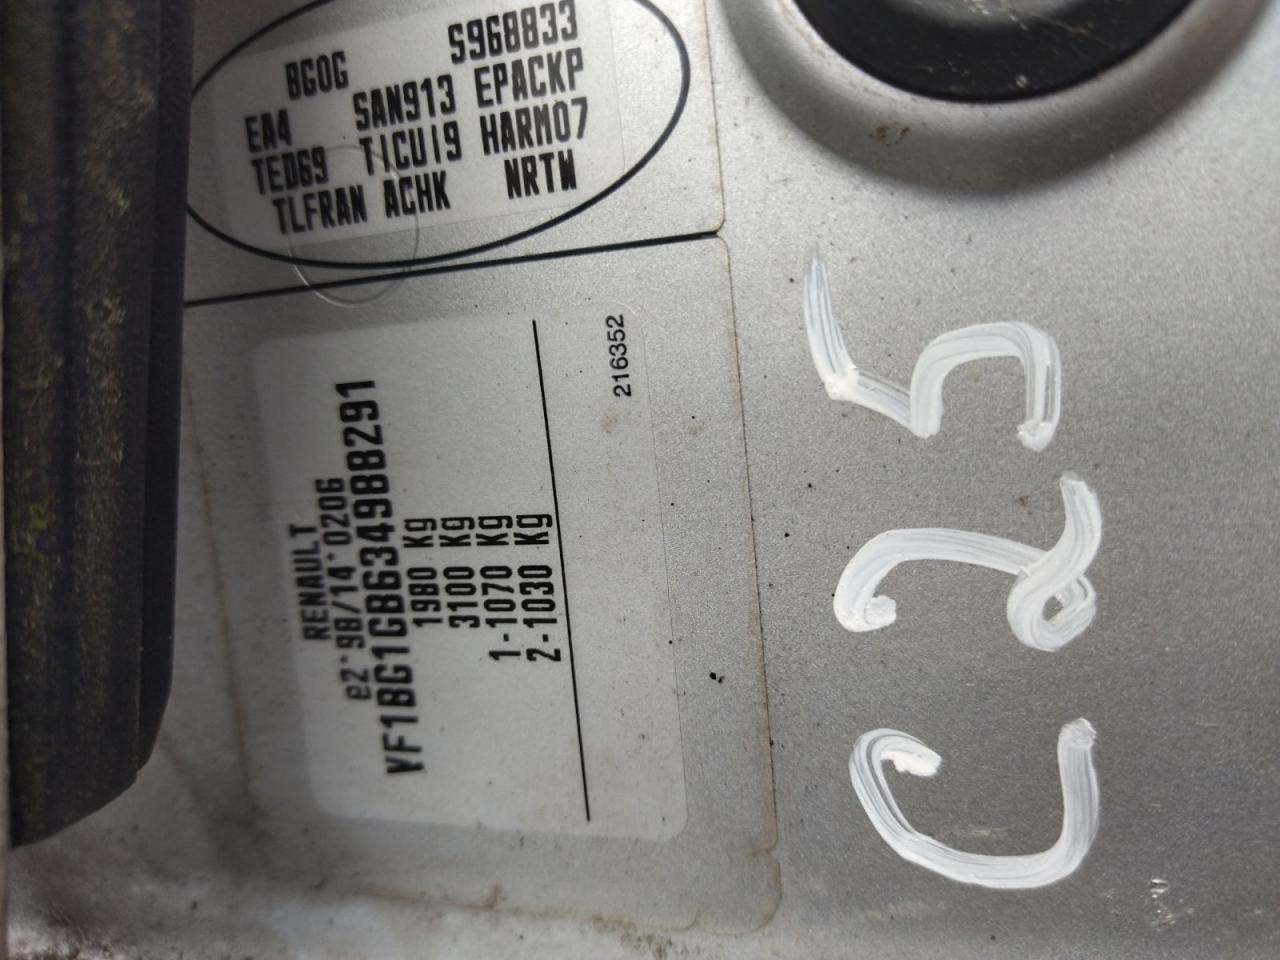 BG0G S968833
EA4 SAN913 EPACKP
TED69 TICUI9 HARM07
TLFRAN ACHK NRTW
RENAULT
e2*98/14*0206
VF1BG1GB634988291
1980 Kg
3100 Kg
1-1070 Kg
2-1030 Kg
216352
C25